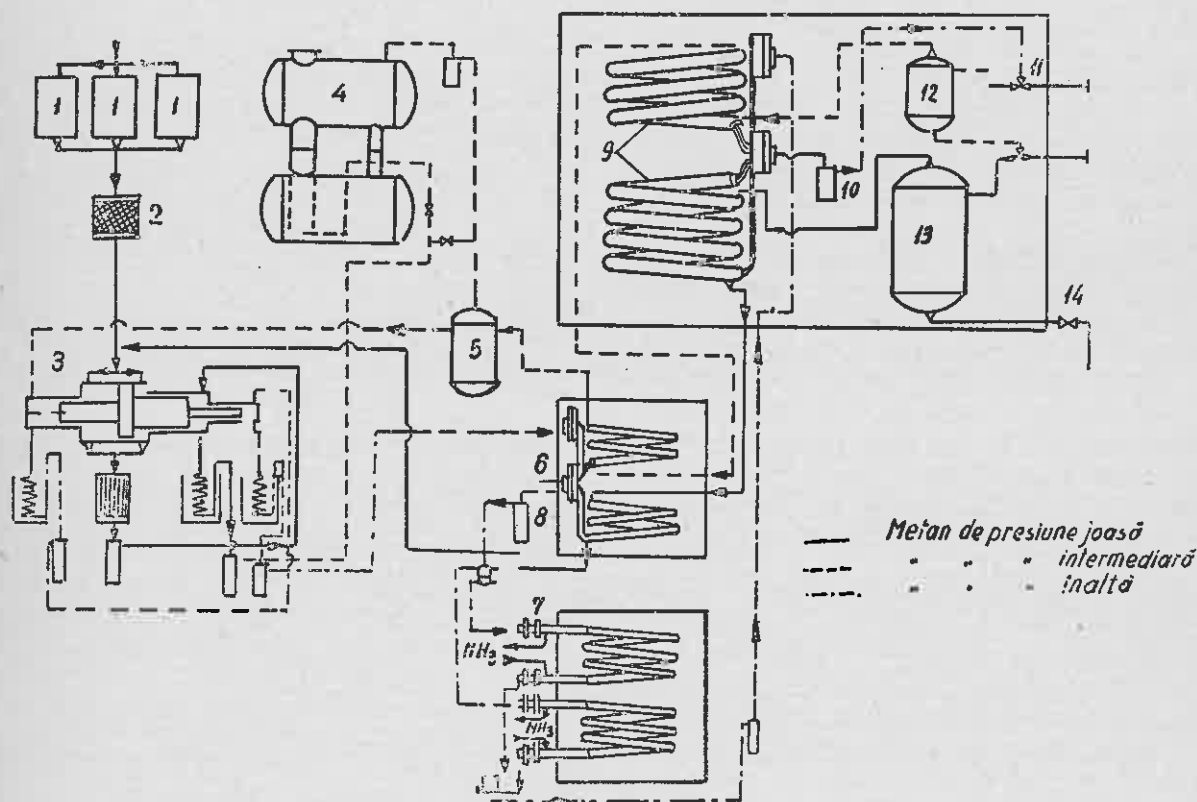 1 1 1
2
3
4
5
6
7
8
9
10
11
12
13
14
NH3
NH3
Metan de presiune joasă
" " " intermediară
" " " înaltă